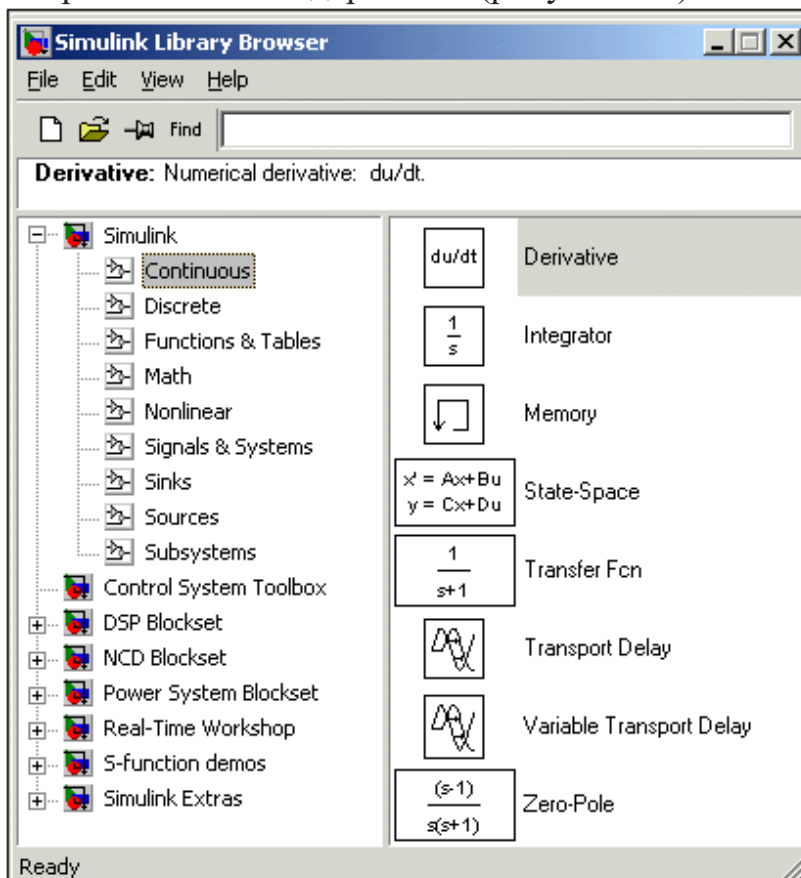 Simulink Library Browser
File Edit View Help
Find
Derivative: Numerical derivative: du/dt.
Simulink
Continuous
Discrete
Functions & Tables
Math
Nonlinear
Signals & Systems
Sinks
Sources
Subsystems
Control System Toolbox
DSP Blockset
NCD Blockset
Power System Blockset
Real-Time Workshop
S-function demos
Simulink Extras
du/dt Derivative
1
s
Integrator
Memory
x' = Ax+Bu
y = Cx+Du
State-Space
1
s+1
Transfer Fcn
Transport Delay
Variable Transport Delay
(s-1)
s(s+1)
Zero-Pole
Ready